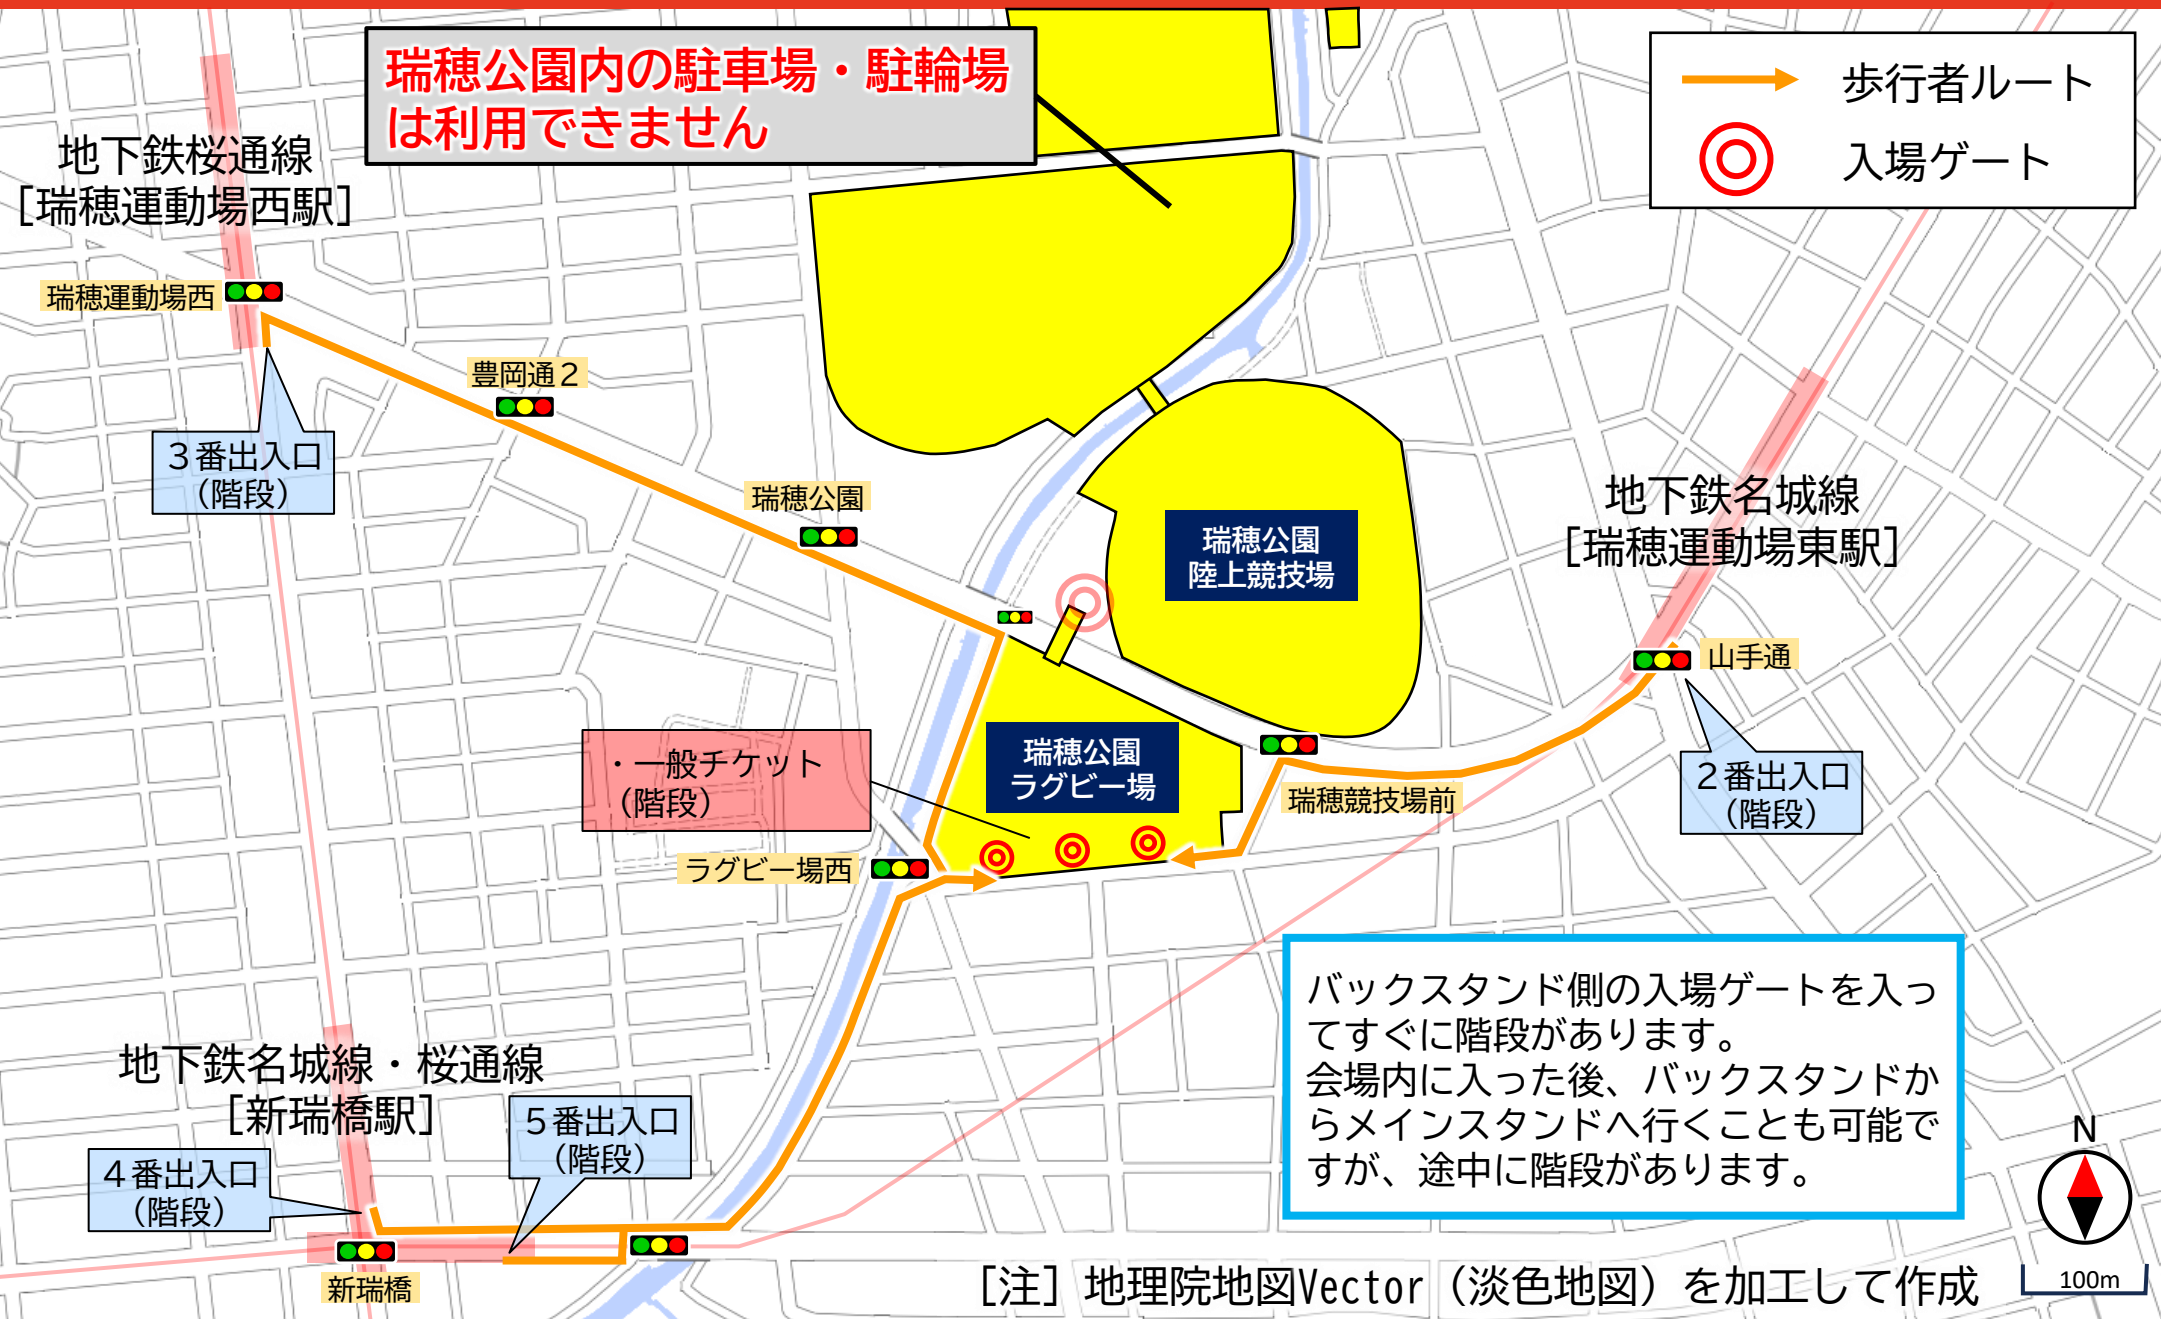 瑞穂公園内の駐車場・駐輪場
は利用できません
歩行者ルート
入場ゲート
地下鉄桜通線
［瑞穂運動場西駅］
瑞穂運動場西
豊岡通２
３番出入口
（階段）
瑞穂公園
瑞穂公園
陸上競技場
地下鉄名城線
［瑞穂運動場東駅］
山手通
２番出入口
（階段）
・一般チケット
（階段）
瑞穂公園
ラグビー場
瑞穂競技場前
ラグビー場西
バックスタンド側の入場ゲートを入っ
てすぐに階段があります。
会場内に入った後、バックスタンドか
らメインスタンドへ行くことも可能で
すが、途中に階段があります。
地下鉄名城線・桜通線
［新瑞橋駅］
５番出入口
（階段）
４番出入口
（階段）
新瑞橋
N
100m
［注］地理院地図Vector（淡色地図）を加工して作成